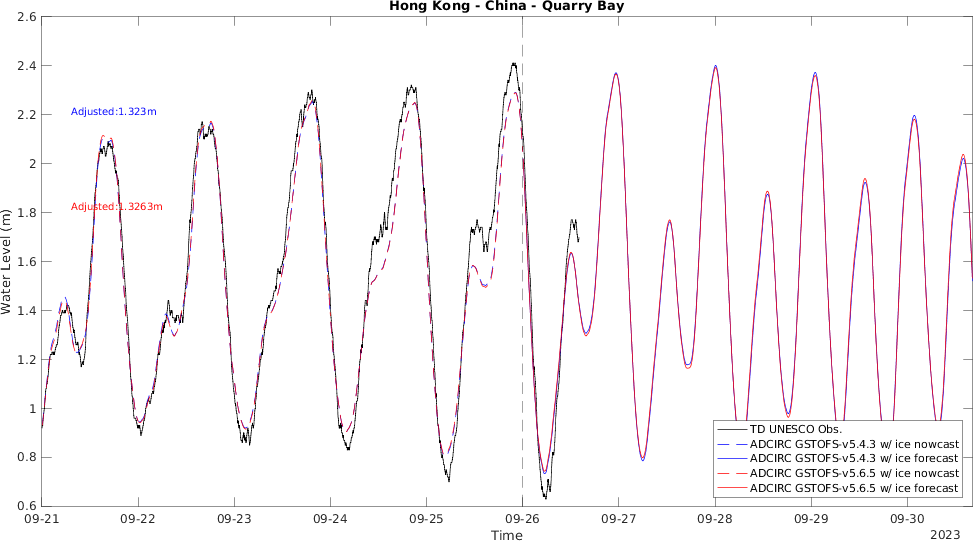 Hong Kong - China - Quarry Bay
2.6
2.4
2.2
2
1.8
1.6
1.4
1.2
1
0.8
0.6
Water Level (m)
Adjusted:1.323m
Adjusted:1.3263m
TD UNESCO Obs.
ADCIRC GSTOFS-v5.4.3 w/ ice nowcast
ADCIRC GSTOFS-v5.4.3 w/ ice forecast
ADCIRC GSTOFS-v5.6.5 w/ ice nowcast
ADCIRC GSTOFS-v5.6.5 w/ ice forecast
09-21 09-22 09-23 09-24 09-25 09-26 09-27 09-28 09-29 09-30
Time
2023